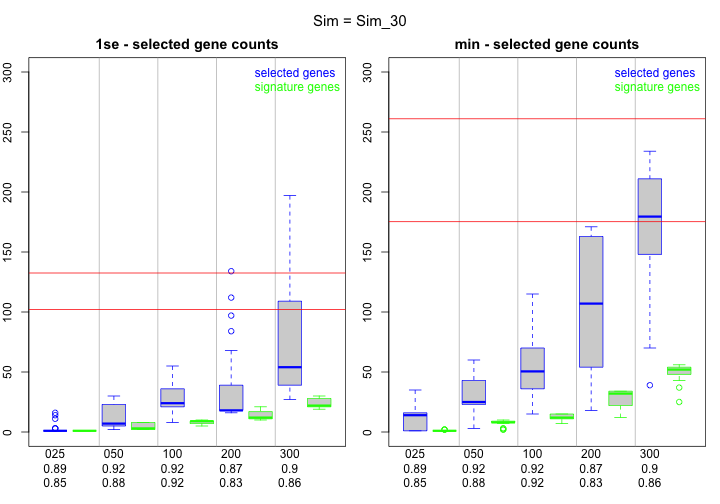 Sim = Sim_30
1se - selected gene counts
selected genes
signature genes
300
250
200
150
100
50
0
025 050 100 200 300
0.89 0.92 0.92 0.87 0.9
0.85 0.88 0.92 0.83 0.86
min - selected gene counts
selected genes
signature genes
300
250
200
150
100
50
0
025 050 100 200 300
0.89 0.92 0.92 0.87 0.9
0.85 0.88 0.92 0.83 0.86